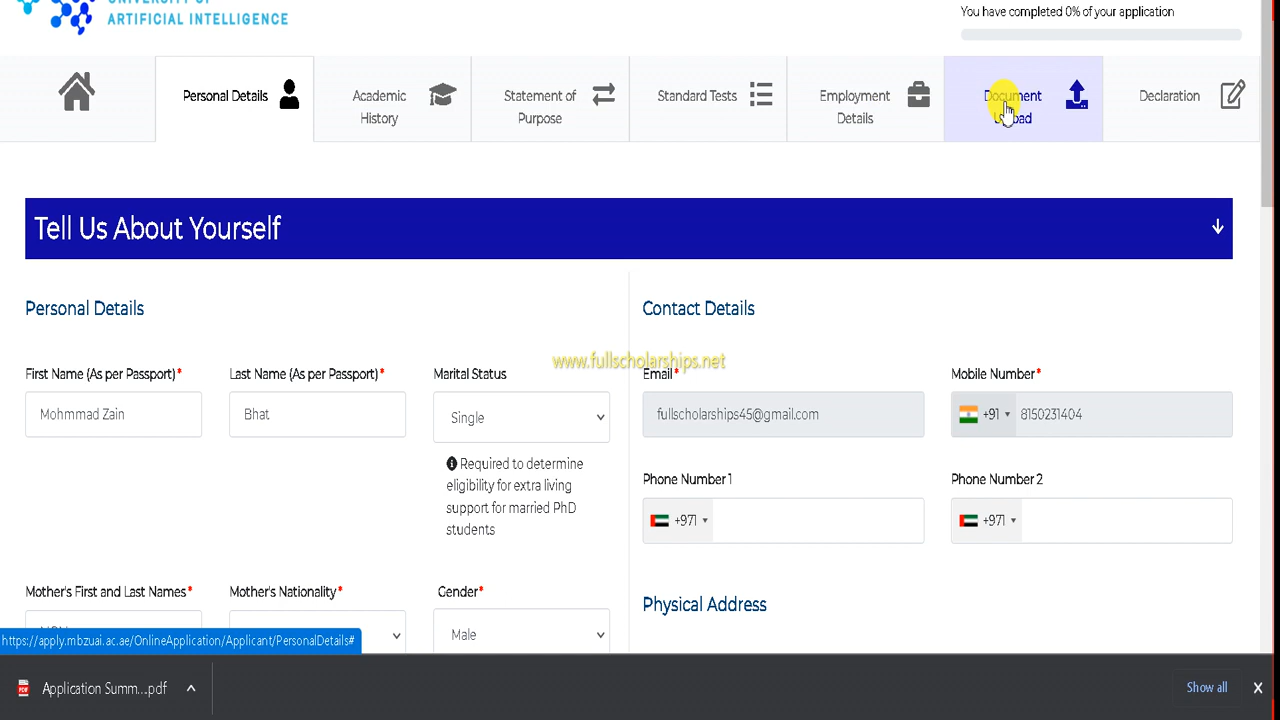 UNIVERSITY OF
ARTIFICIAL INTELLIGENCE
You have completed 0% of your application
Personal Details
Academic
History
Statement of
Purpose
Standard Tests
Employment
Details
Document
Upload
Declaration
Tell Us About Yourself
Personal Details
Contact Details
www.fullscholarships.net
First Name (As per Passport)*
Last Name (As per Passport)*
Marital Status
Email*
Mobile Number*
Mohmmad Zain
Bhat
Single
fullscholarships45@gmail.com
+91
8150231404
Required to determine
eligibility for extra living
support for married PhD
students
Phone Number 1
Phone Number 2
+971
+971
Mother's First and Last Names*
Mother's Nationality*
Gender*
Physical Address
Male
https://apply.mbzuai.ac.ae/OnlineApplication/Applicant/PersonalDetails#
Application Summ...pdf
Show all